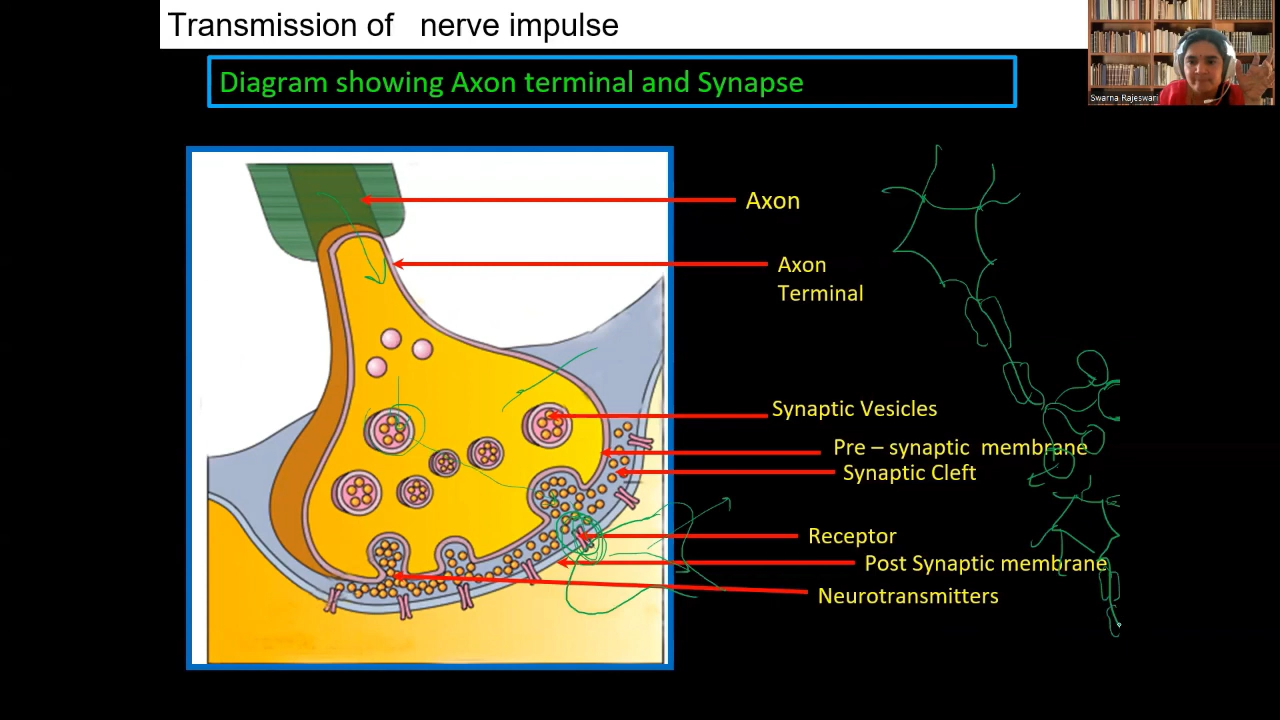 Transmission of nerve impulse
Diagram showing Axon terminal and Synapse
Swarna Rajeswari
Axon
Axon
Terminal
Synaptic Vesicles
Pre – synaptic membrane
Synaptic Cleft
Receptor
Post Synaptic membrane
Neurotransmitters